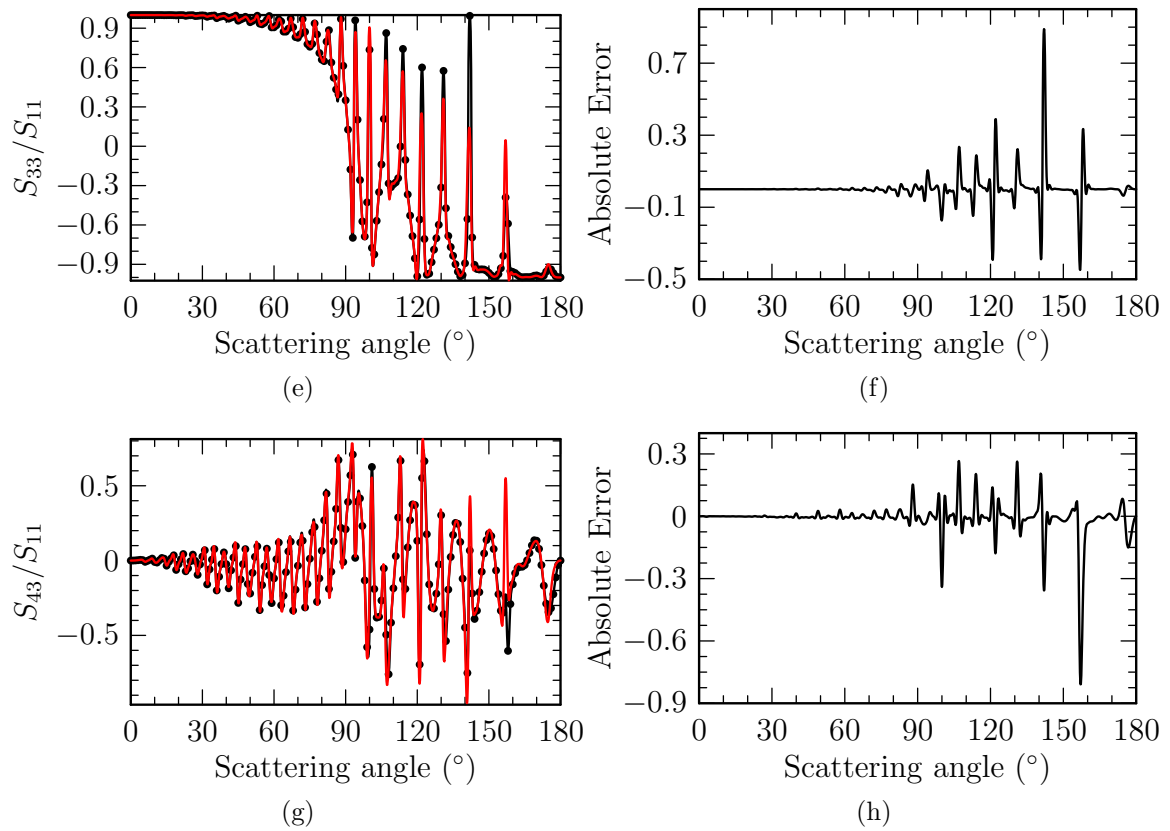 0.9
0.6
0.3
0
−0.3
−0.6
−0.9
S33/S11
0 30 60 90 120 150 180
Scattering angle (°)
(e)
0.7
0.3
−0.1
−0.5
Absolute Error
0 30 60 90 120 150 180
Scattering angle (°)
(f)
0.5
0
−0.5
S43/S11
0 30 60 90 120 150 180
Scattering angle (°)
(g)
0.3
0
−0.3
−0.6
−0.9
Absolute Error
0 30 60 90 120 150 180
Scattering angle (°)
(h)